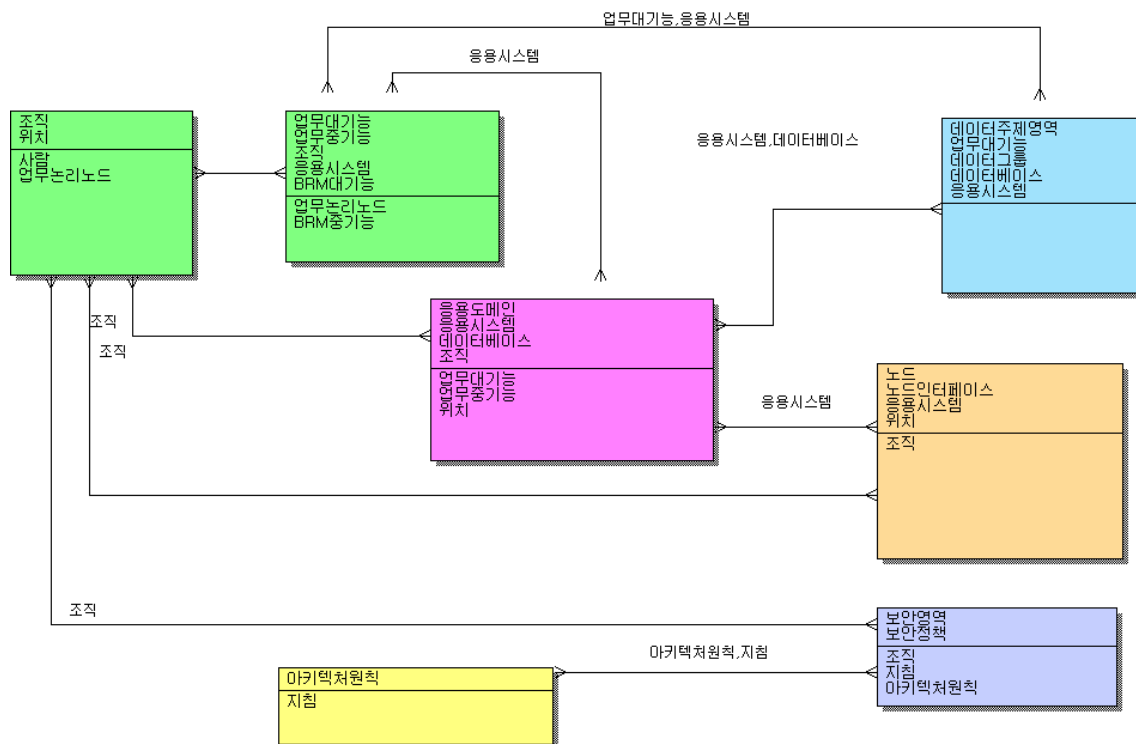 업무대기능,응용시스템
응용시스템
조직
위치
사람
업무논리노드
업무대기능
업무중기능
조직
응용시스템
BRM대기능
업무논리노드
BRM중기능
응용시스템,데이터베이스
데이터주제영역
업무대기능
데이터그룹
데이터베이스
응용시스템
조직
조직
응용도메인
응용시스템
데이터베이스
조직
업무대기능
업무중기능
위치
응용시스템
노드
노드인터페이스
응용시스템
위치
조직
조직
보안영역
보안정책
조직
지침
아키텍처원칙
아키텍처원칙,지침
아키텍처원칙
지침